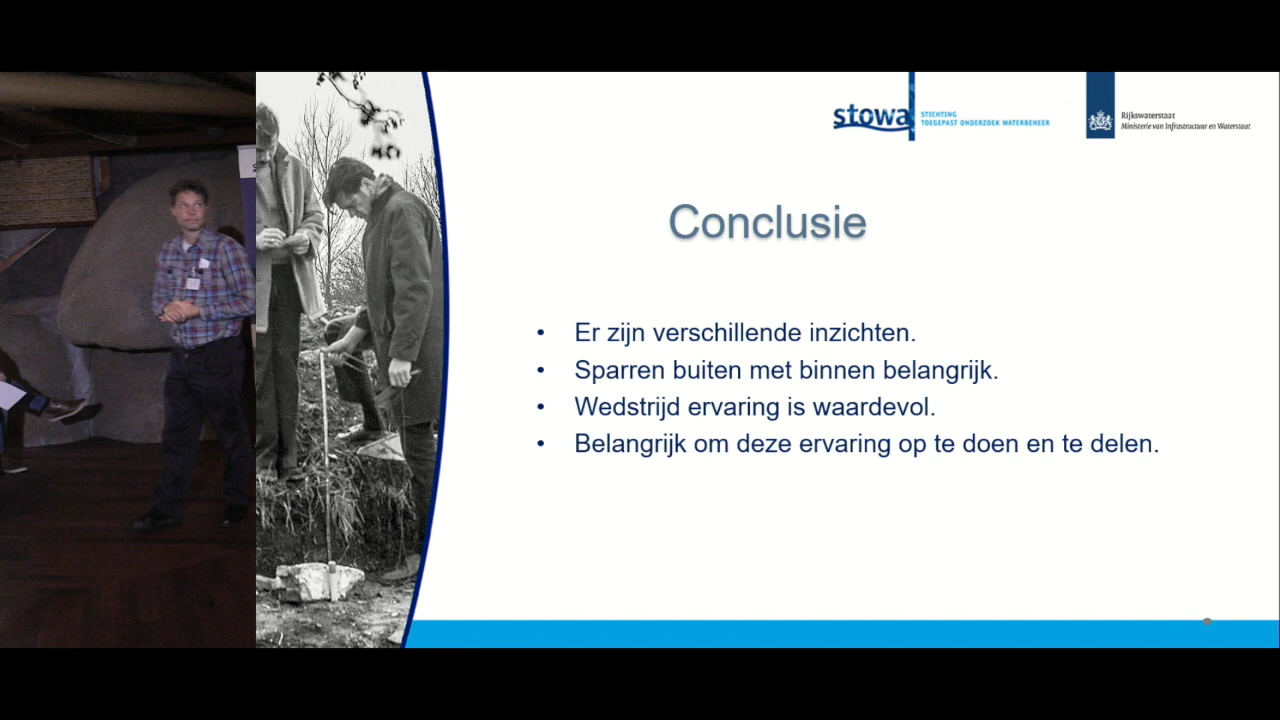 stowa
STICHTING
TOEGEPAST ONDERZOEK WATERBEHEER
Rijkswaterstaat
Ministerie van Infrastructuur en Waterstaat
Conclusie
• Er zijn verschillende inzichten.
• Sparren buiten met binnen belangrijk.
• Wedstrijd ervaring is waardevol.
• Belangrijk om deze ervaring op te doen en te delen.